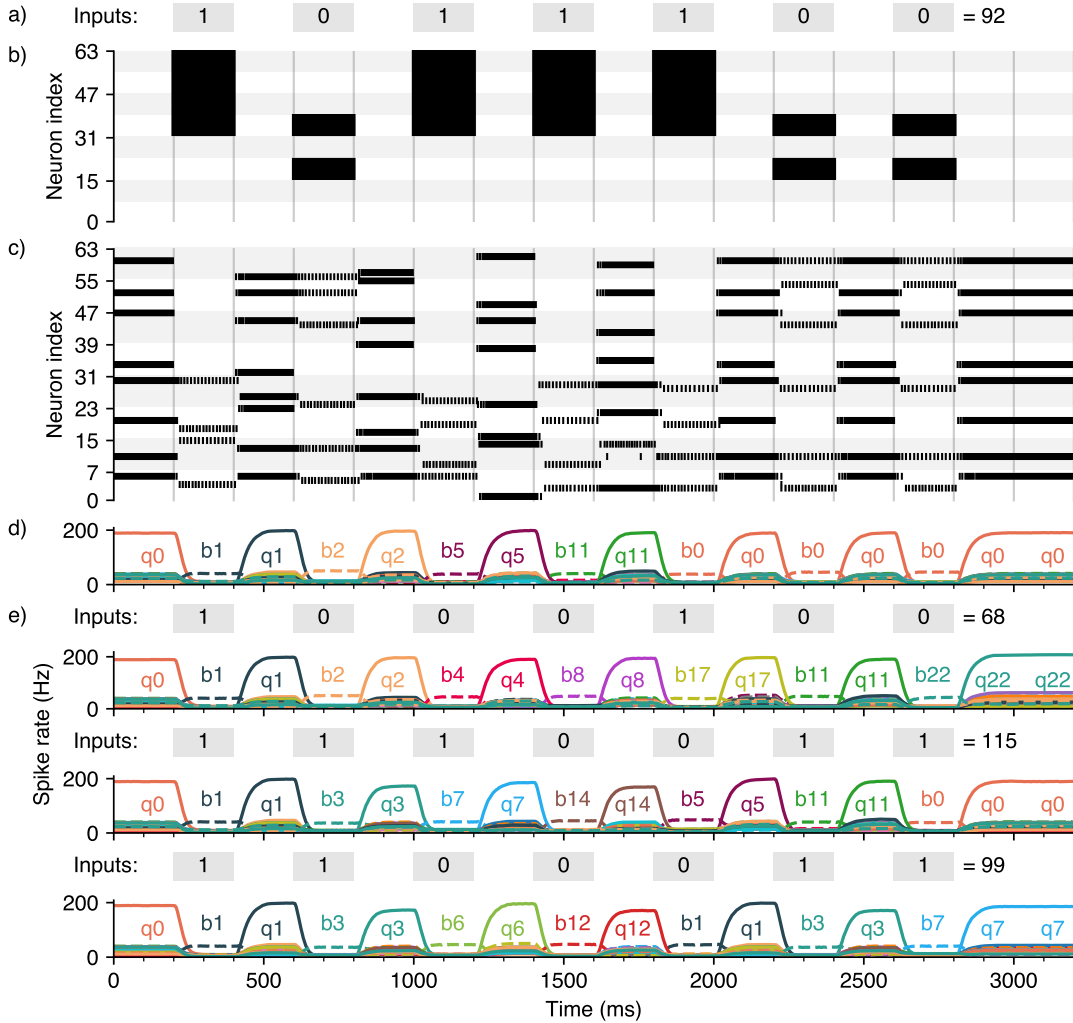 a) Inputs: 1 0 1 1 1 0 0 = 92
b)
Neuron index
63
47
31
15
0
c)
Neuron index
63
55
47
39
31
23
15
7
0
d)
200
0
q0 b1 q1 b2 q2 b5 q5 b11 q11 b0 q0 b0 q0 b0 q0 q0
e) Inputs: 1 0 0 0 1 0 0 = 68
Spike rate (Hz)
200
0
q0 b1 q1 b2 q2 b4 q4 b8 q8 b17 q17 b11 q11 b22 q22 q22
Inputs: 1 1 1 0 0 1 1 = 115
200
0
q0 b1 q1 b3 q3 b7 q7 b14 q14 b5 q5 b11 q11 b0 q0 q0
Inputs: 1 1 0 0 0 1 1 = 99
200
0
q0 b1 q1 b3 q3 b6 q6 b12 q12 b1 q1 b3 q3 b7 q7 q7
0 500 1000 1500 2000 2500 3000
Time (ms)